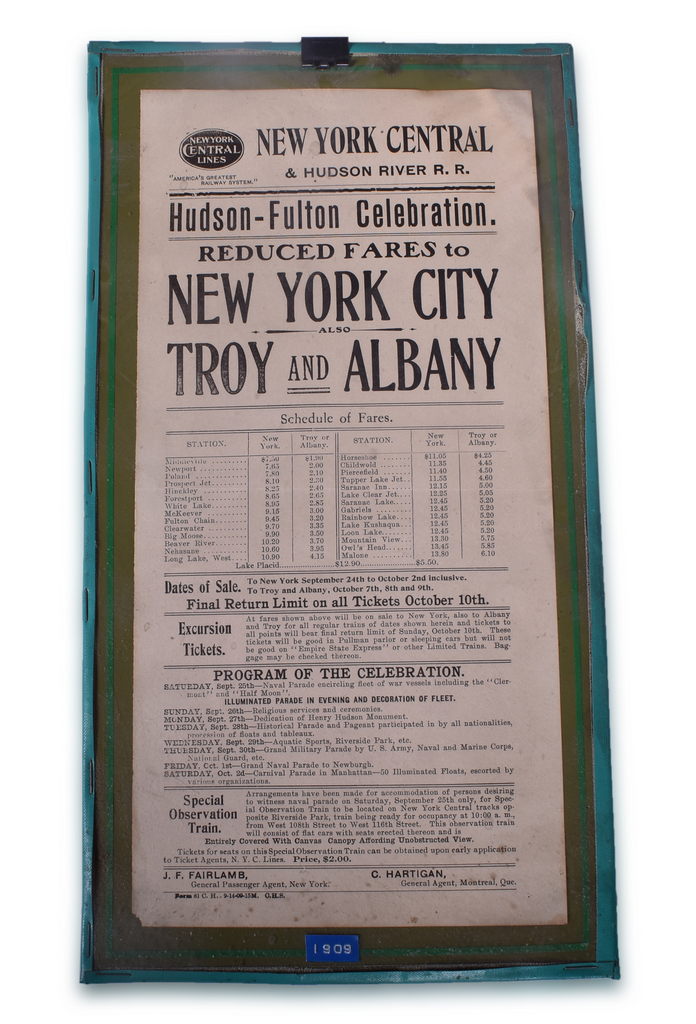 NEW YORK
CENTRAL
LINES
"AMERICA'S GREATEST
RAILWAY SYSTEM."
NEW YORK CENTRAL
& HUDSON RIVER R. R.
Hudson-Fulton Celebration.
REDUCED FARES to
NEW YORK CITY
ALSO
TROY AND ALBANY
Schedule of Fares.
STATION. New York. Troy or Albany. STATION. New York. Troy or Albany.
$7.50 $1.90 Horseshoe $11.05 $4.25
Newport 7.65 2.00 Childwold 11.35 4.45
Poland 7.80 2.10 Piercefield 11.40 4.50
Prospect Jct. 8.10 2.30 Tupper Lake Jct. 11.55 4.60
Hinckley 8.25 2.40 Saranac Inn 12.15 5.00
Forestport 8.65 2.65 Lake Clear Jct. 12.25 5.05
White Lake 8.95 2.85 Saranac Lake 12.45 5.20
McKeever 9.15 3.00 Gabriels 12.45 5.20
Fulton Chain 9.45 3.20 Rainbow Lake 12.45 5.20
Clearwater 9.70 3.35 Lake Kushaqua 12.45 5.20
Big Moose 9.90 3.50 Loon Lake 12.45 5.20
Beaver River 10.20 3.70 Mountain View 13.30 5.75
Nehasane 10.60 3.95 Owl's Head 13.45 5.85
Long Lake, West 10.90 4.15 Malone 13.80 6.10
Lake Placid $12.90 $5.50.
Dates of Sale. To New York September 24th to October 2nd inclusive.
To Troy and Albany, October 7th, 8th and 9th.
Final Return Limit on all Tickets October 10th.
Excursion
Tickets.
At fares shown above will be on sale to New York, also to Albany
and Troy for all regular trains of dates shown herein and tickets to
all points will bear final return limit of Sunday, October 10th. These
tickets will be good in Pullman parlor or sleeping cars but will not
be good on "Empire State Express" or other Limited Trains. Bag-
gage may be checked thereom.
PROGRAM OF THE CELEBRATION.
SATURDAY, Sept. 25th—Naval Parade encircling fleet of war vessels including the "Cler-
mont" and "Half Moon".
ILLUMINATED PARADE IN EVENING AND DECORATION OF FLEET.
SUNDAY, Sept. 26th—Religious services and ceremonies.
MONDAY, Sept. 27th—Dedication of Henry Hudson Monument.
TUESDAY, Sept. 28th—Historical Parade and Pageant participated in by all nationalities,
procession of floats and tableaux.
WEDNESDAY, Sept. 29th—Aquatic Sports, Riverside Park, etc.
THURSDAY, Sept. 30th—Grand Military Parade by U. S. Army, Naval and Marine Corps,
National Guard, etc.
FRIDAY, Oct. 1st—Grand Naval Parade to Newburgh.
SATURDAY, Oct. 2d—Carnival Parade in Manhattan—50 Illuminated Floats, escorted by
various organizations.
Special
Observation
Train.
Arrangements have been made for accommodation of persons desiring
to witness naval parade on Saturday, September 25th only, for Spec-
ial Observation Train to be located on New York Central tracks op-
posite Riverside Park, train being ready for occupancy at 10:00 a. m.,
from West 108th Street to West 116th Street. This observation train
will consist of flat cars with seats erected thereon and is
Entirely Covered With Canvas Canopy Affording Unobstructed View.
Tickets for seats on this Special Observation Train can be obtained upon early application
to Ticket Agents, N. Y. C. Lines. Price, $2.00.
J. F. FAIRLAMB, C. HARTIGAN,
General Passenger Agent, New York. General Agent, Montreal, Que.
Form 81 C. H. 9-14-09-15M. C.H.S.
1909